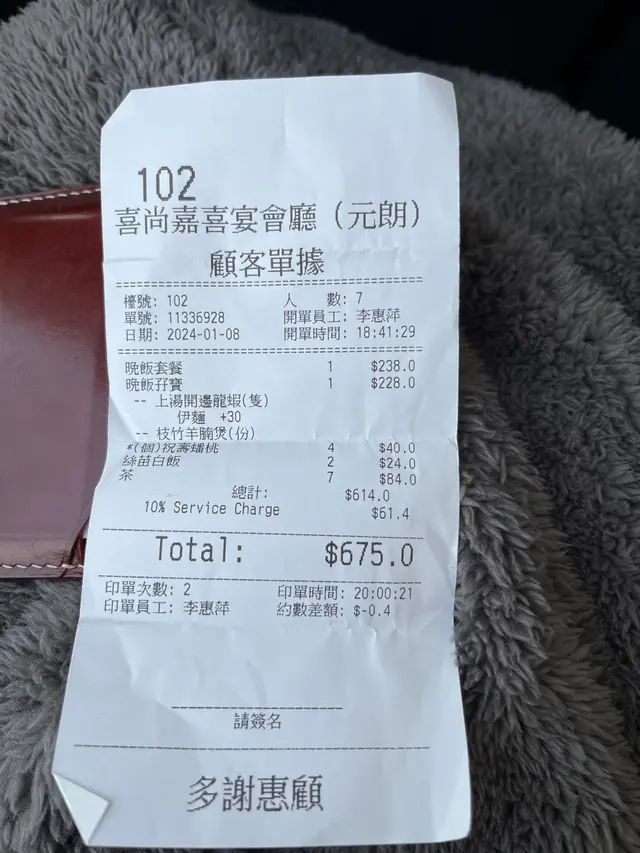 102
喜尚嘉喜宴會廳（元朗）
顧客單據
檯號: 102 人 數: 7
單號: 11336928 開單員工: 李惠萍
日期: 2024-01-08 開單時間: 18:41:29
晚飯套餐 1 $238.0
晚飯孖寶 1 $228.0
-- 上湯開邊龍蝦(隻)
伊麵 +30
-- 枝竹羊腩煲(份)
*(個)祝壽蟠桃 4 $40.0
絲苗白飯 2 $24.0
茶 7 $84.0
總計: $614.0
10% Service Charge $61.4
Total: $675.0
印單次數: 2 印單時間: 20:00:21
印單員工: 李惠萍 約數差額: $-0.4
請簽名
多謝惠顧